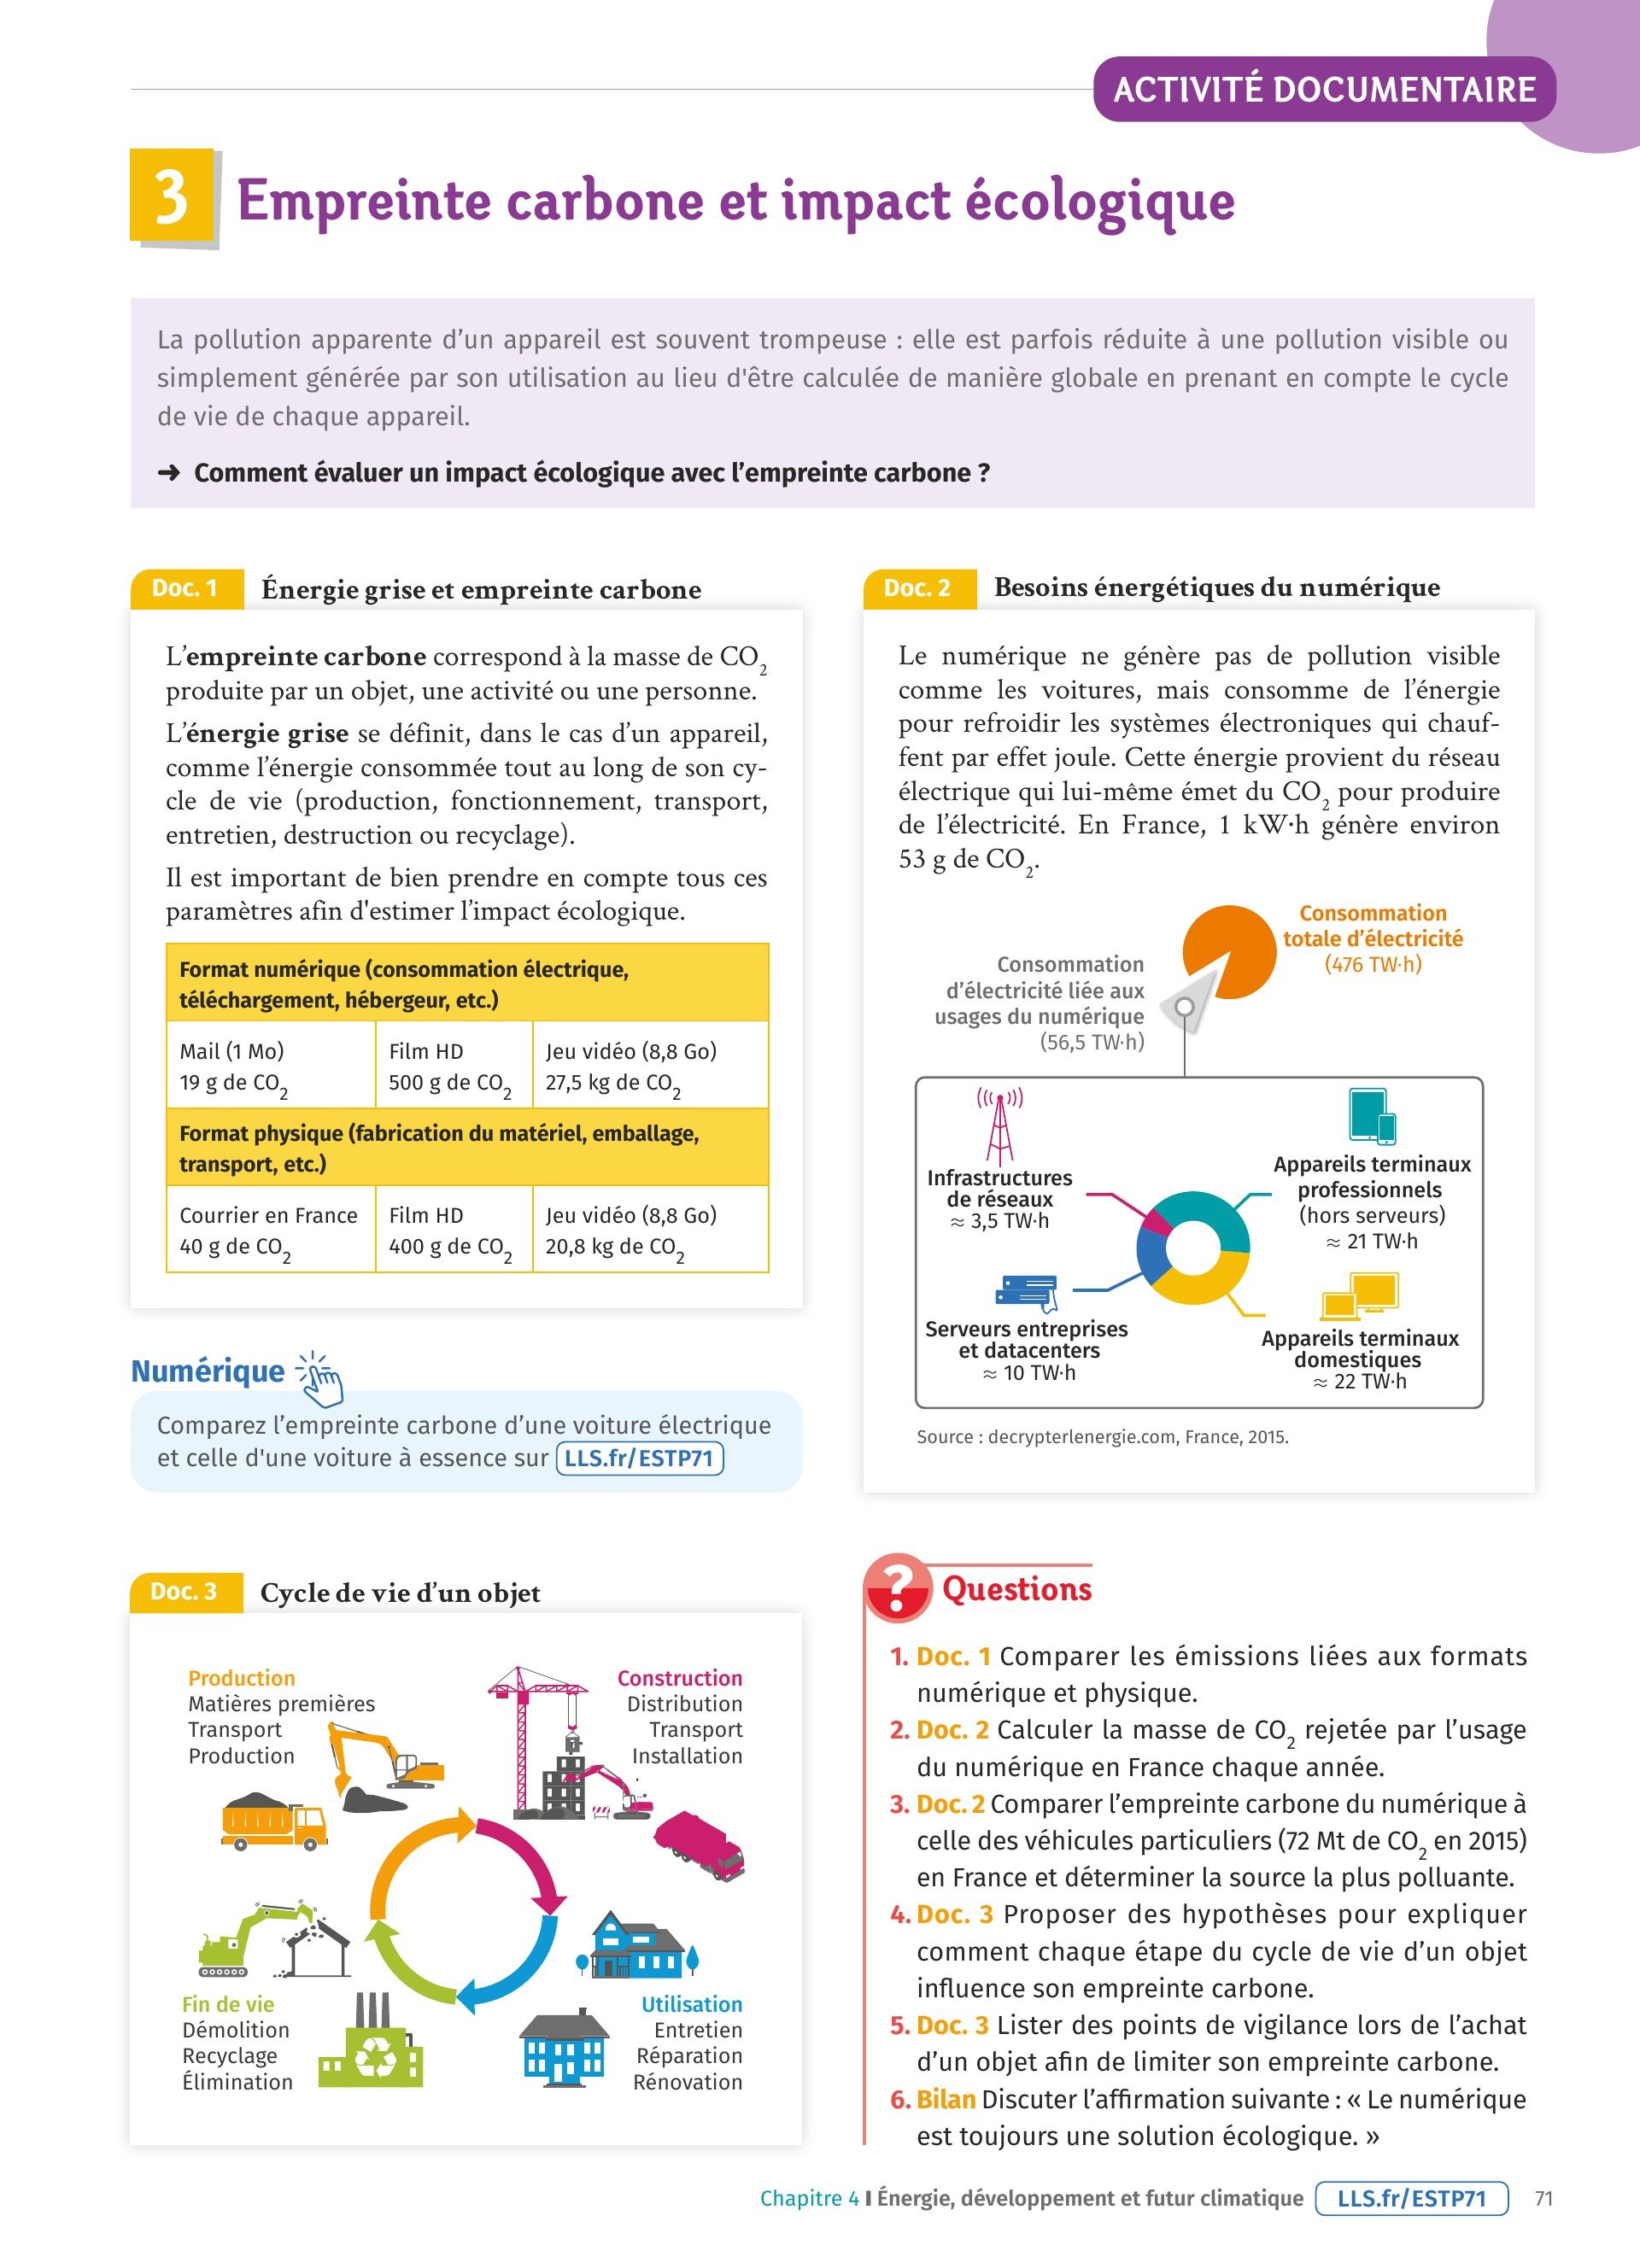 ACTIVITÉ DOCUMENTAIRE
3
Empreinte carbone et impact écologique
La pollution apparente d’un appareil est souvent trompeuse : elle est parfois réduite à une pollution visible ou
simplement générée par son utilisation au lieu d'être calculée de manière globale en prenant en compte le cycle
de vie de chaque appareil.
➜ Comment évaluer un impact écologique avec l’empreinte carbone ?
Doc. 1 Énergie grise et empreinte carbone
L’empreinte carbone correspond à la masse de CO2
produite par un objet, une activité ou une personne.
L’énergie grise se définit, dans le cas d’un appareil,
comme l’énergie consommée tout au long de son cy-
cle de vie (production, fonctionnement, transport,
entretien, destruction ou recyclage).
Il est important de bien prendre en compte tous ces
paramètres afin d'estimer l’impact écologique.
Format numérique (consommation électrique,
téléchargement, hébergeur, etc.)
Mail (1 Mo)
19 g de CO2
Film HD
500 g de CO2
Jeu vidéo (8,8 Go)
27,5 kg de CO2
Format physique (fabrication du matériel, emballage,
transport, etc.)
Courrier en France
40 g de CO2
Film HD
400 g de CO2
Jeu vidéo (8,8 Go)
20,8 kg de CO2
Numérique
Comparez l’empreinte carbone d’une voiture électrique
et celle d'une voiture à essence sur LLS.fr/ESTP71
Doc. 2 Besoins énergétiques du numérique
Le numérique ne génère pas de pollution visible
comme les voitures, mais consomme de l’énergie
pour refroidir les systèmes électroniques qui chauf-
fent par effet joule. Cette énergie provient du réseau
électrique qui lui-même émet du CO2 pour produire
de l’électricité. En France, 1 kW·h génère environ
53 g de CO2.
Consommation
totale d’électricité
(476 TW·h)
Consommation
d’électricité liée aux
usages du numérique
(56,5 TW·h)
Infrastructures
de réseaux
≈ 3,5 TW·h
Appareils terminaux
professionnels
(hors serveurs)
≈ 21 TW·h
Serveurs entreprises
et datacenters
≈ 10 TW·h
Appareils terminaux
domestiques
≈ 22 TW·h
Source : decrypterlenergie.com, France, 2015.
Doc. 3 Cycle de vie d’un objet
Production
Matières premières
Transport
Production
Construction
Distribution
Transport
Installation
Fin de vie
Démolition
Recyclage
Élimination
Utilisation
Entretien
Réparation
Rénovation
? Questions
1. Doc. 1 Comparer les émissions liées aux formats
numérique et physique.
2. Doc. 2 Calculer la masse de CO2 rejetée par l’usage
du numérique en France chaque année.
3. Doc. 2 Comparer l’empreinte carbone du numérique à
celle des véhicules particuliers (72 Mt de CO2 en 2015)
en France et déterminer la source la plus polluante.
4. Doc. 3 Proposer des hypothèses pour expliquer
comment chaque étape du cycle de vie d’un objet
influence son empreinte carbone.
5. Doc. 3 Lister des points de vigilance lors de l’achat
d’un objet afin de limiter son empreinte carbone.
6. Bilan Discuter l’affirmation suivante : « Le numérique
est toujours une solution écologique. »
Chapitre 4 I Énergie, développement et futur climatique LLS.fr/ESTP71 71